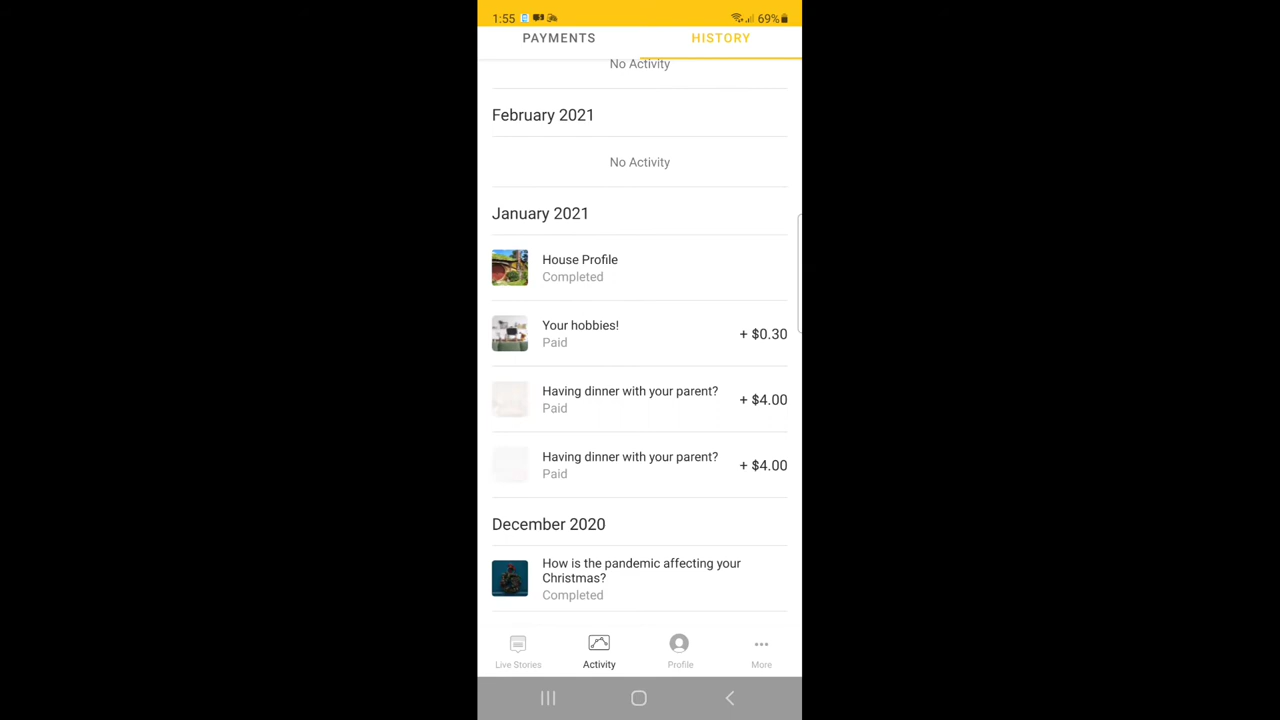 1:55
69%
PAYMENTS
HISTORY
No Activity
February 2021
No Activity
January 2021
House Profile
Completed
Your hobbies!
Paid
+ $0.30
Having dinner with your parent?
Paid
+ $4.00
Having dinner with your parent?
Paid
+ $4.00
December 2020
How is the pandemic affecting your
Christmas?
Completed
Live Stories
Activity
Profile
More